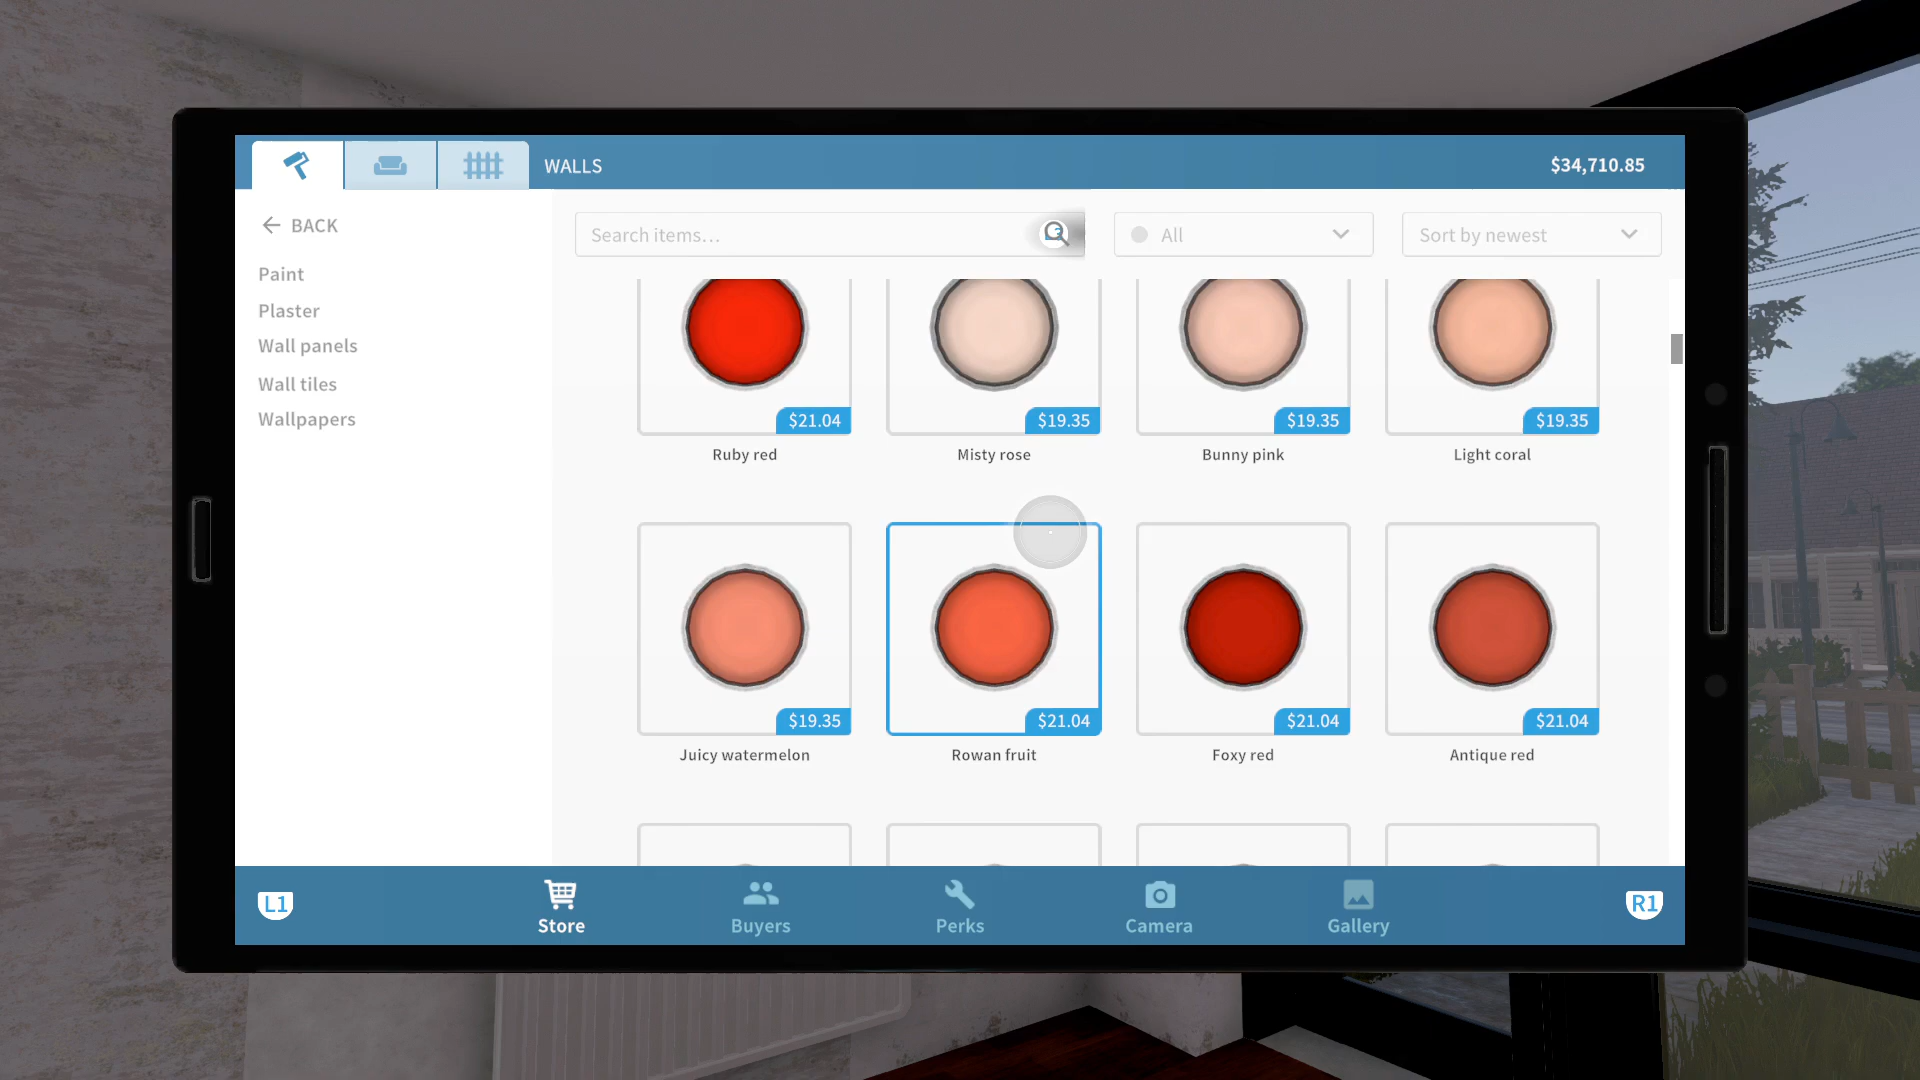 WALLS
$34,710.85
BACK
Search items...
All
Sort by newest
Paint
Plaster
Wall panels
Wall tiles
Wallpapers
$21.04
$19.35
$19.35
$19.35
Ruby red
Misty rose
Bunny pink
Light coral
$19.35
$21.04
$21.04
$21.04
Juicy watermelon
Rowan fruit
Foxy red
Antique red
L1
Store
Buyers
Perks
Camera
Gallery
R1